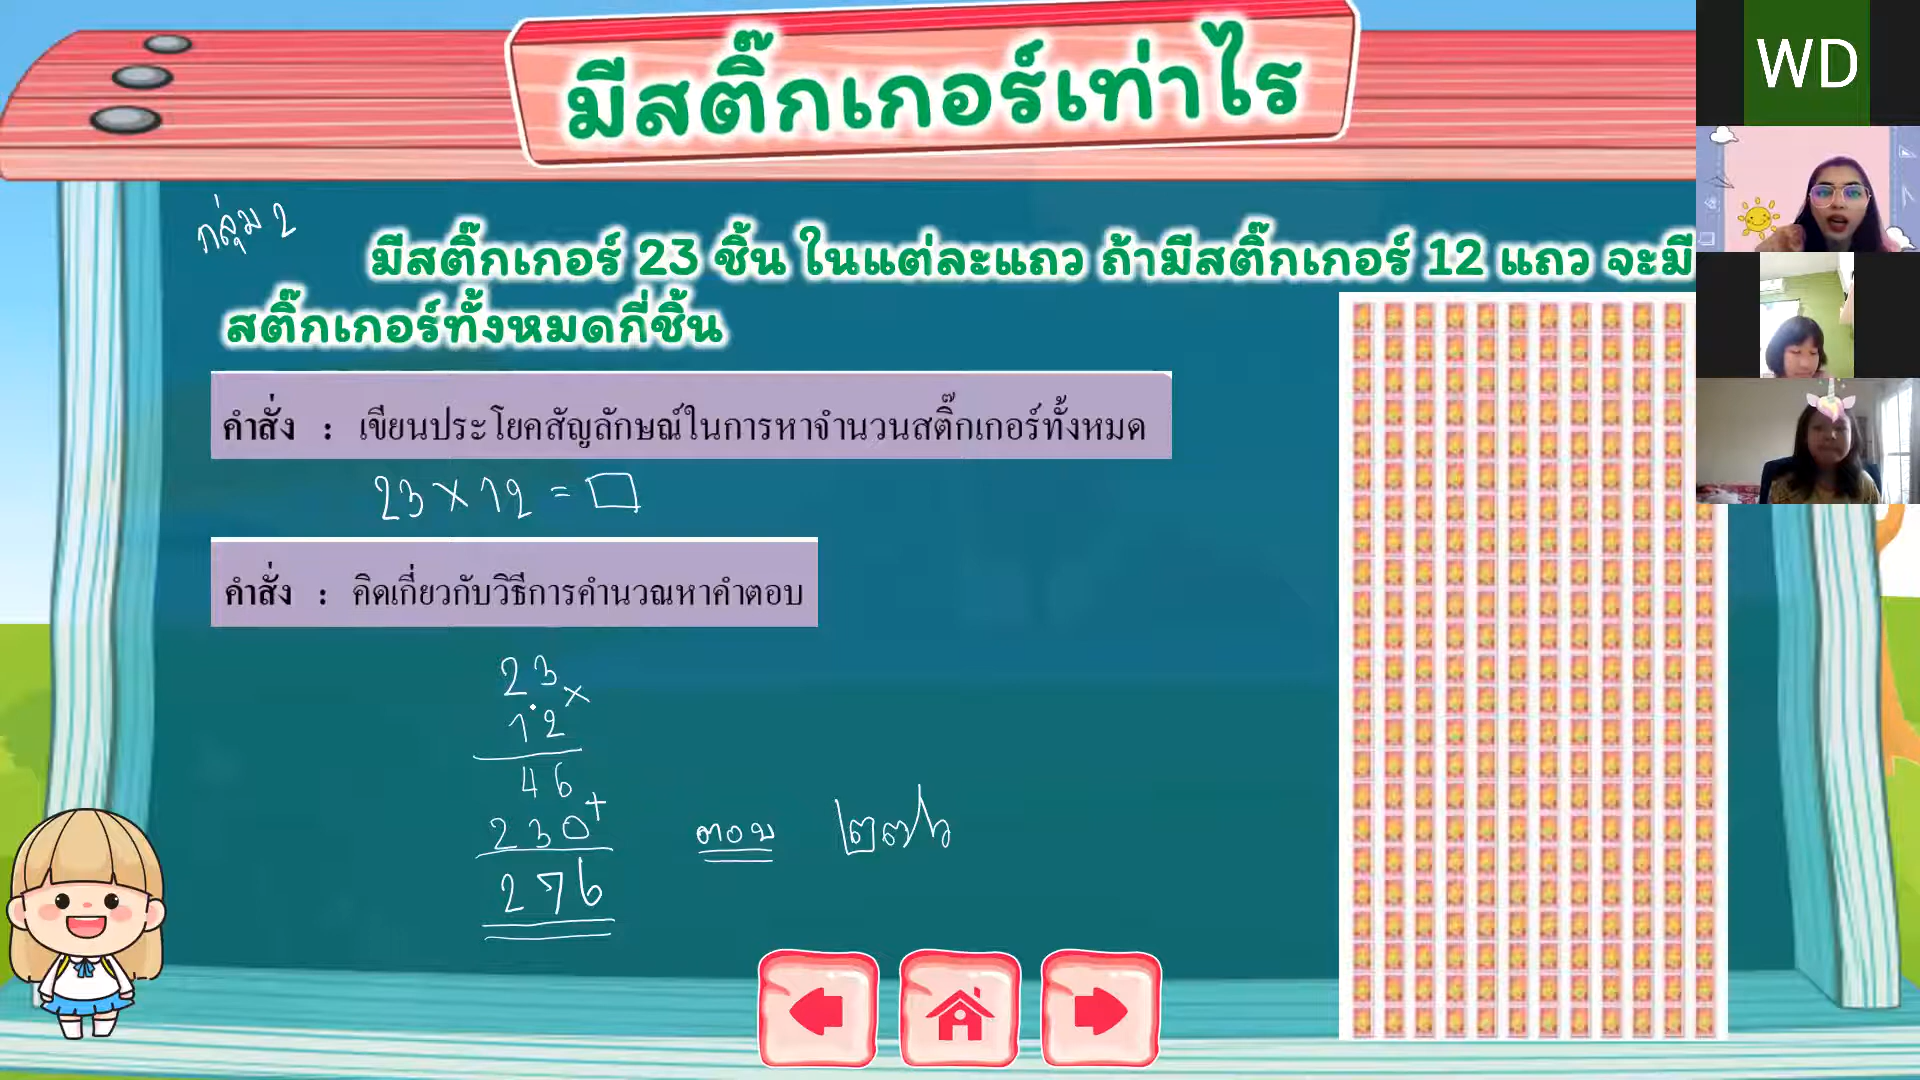 มีสติ๊กเกอร์เท่าไร
กลุ่ม 2
มีสติ๊กเกอร์ 23 ชิ้น ในแต่ละแถว ถ้ามีสติ๊กเกอร์ 12 แถว จะมี
สติ๊กเกอร์ทั้งหมดกี่ชิ้น
คำสั่ง : เขียนประโยคสัญลักษณ์ในการหาจำนวนสติ๊กเกอร์ทั้งหมด
23 × 12 = □
คำสั่ง : คิดเกี่ยวกับวิธีการคำนวณหาคำตอบ
23 ×
12
46 +
230
276
ตอบ ๒๗๖
WD